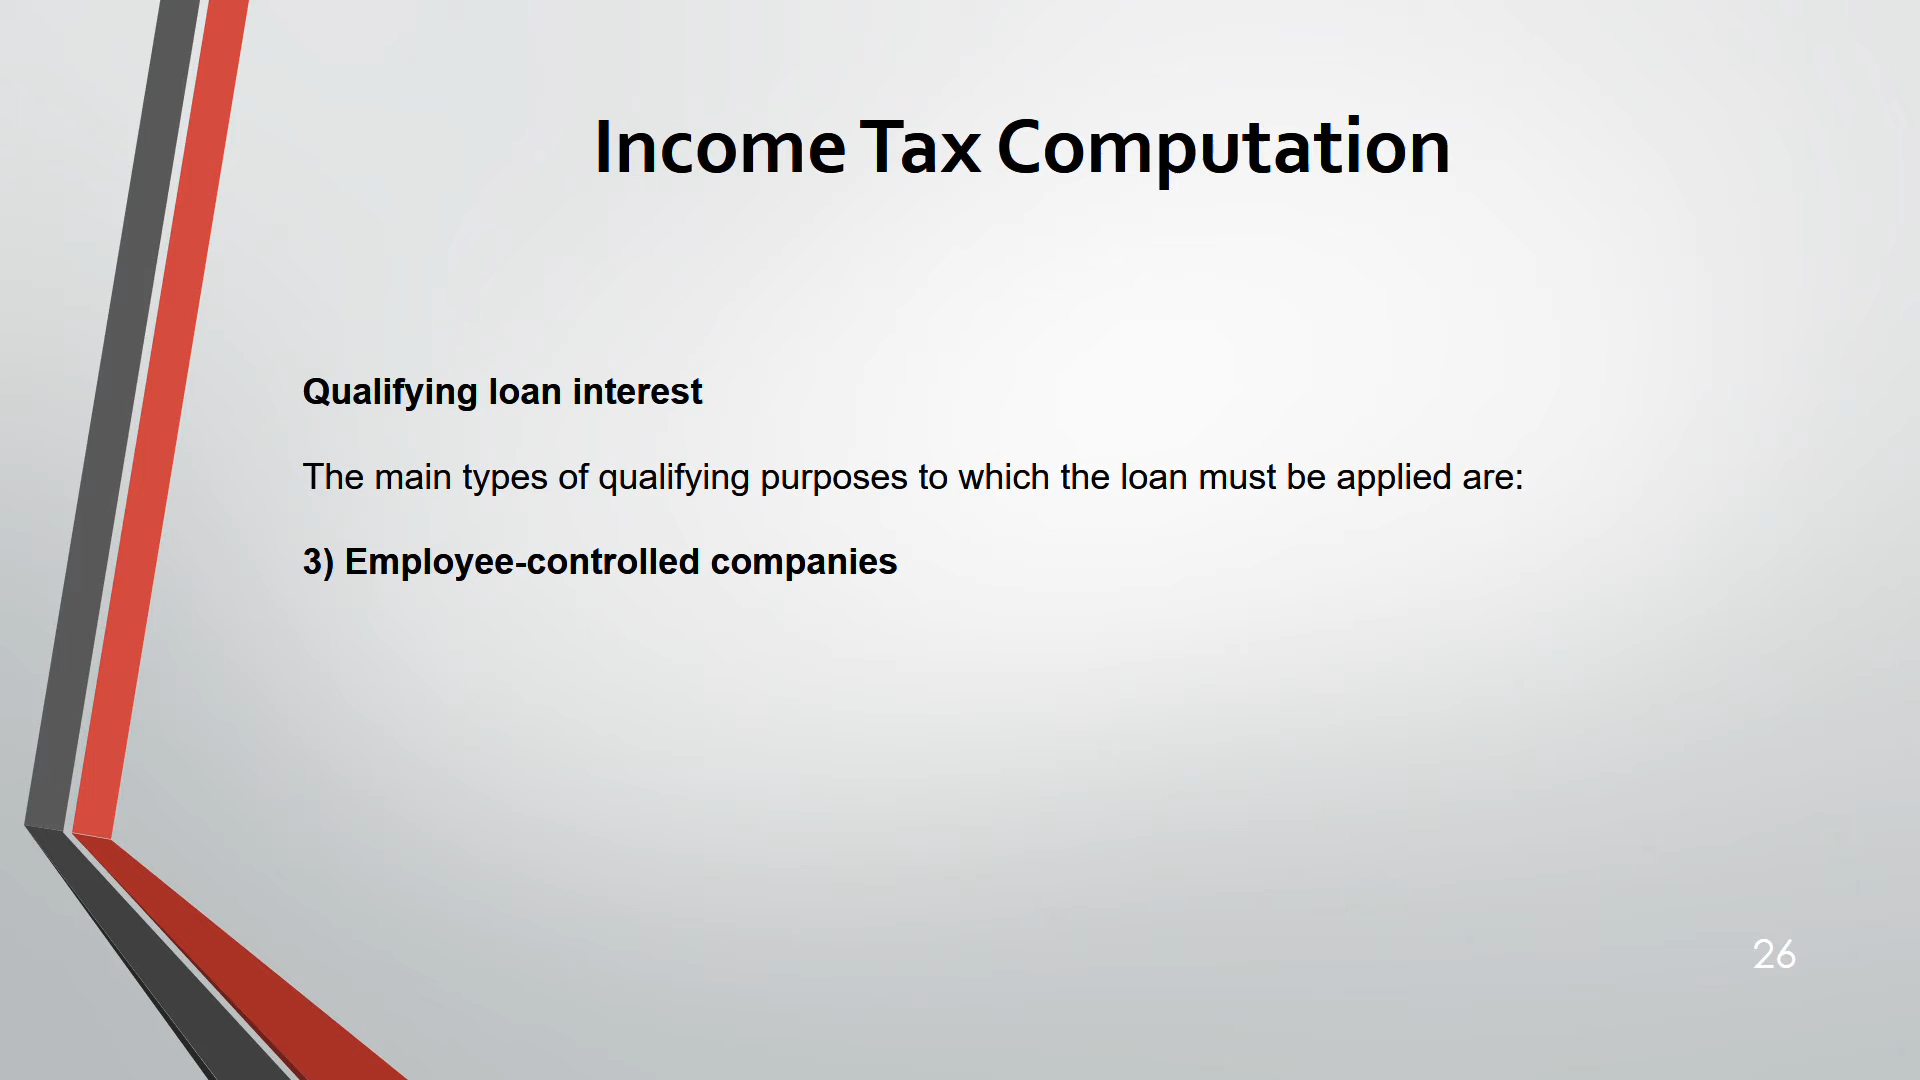 Income Tax Computation
Qualifying loan interest
The main types of qualifying purposes to which the loan must be applied are:
3) Employee-controlled companies
26